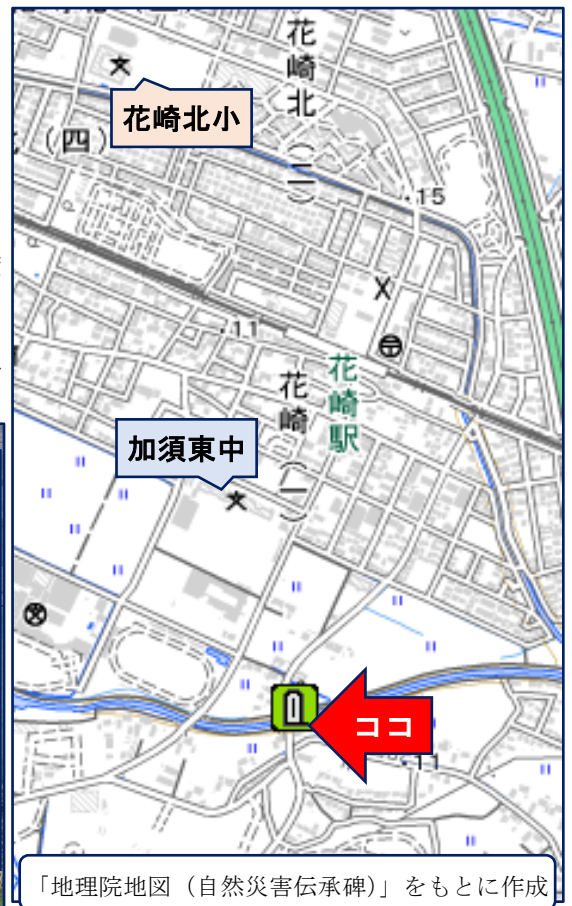 花崎北（二）
花崎北小
（四）
15
11
花崎駅
花崎（一）
加須東中
ココ
11
「地理院地図（自然災害伝承碑）」をもとに作成